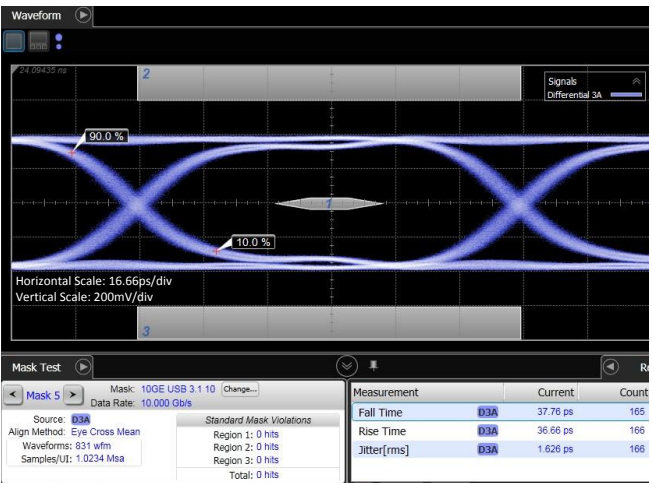 Waveform
24.09435 ns
2
Signals
Differential 3A
90.0 %
1
10.0 %
Horizontal Scale: 16.66ps/div
Vertical Scale: 200mV/div
3
Mask Test
Mask 5
Mask: 10GE USB 3.1 10 Change...
Data Rate: 10.000 Gb/s
Source: D3A
Align Method: Eye Cross Mean
Waveforms: 831 wfm
Samples/UI: 1.0234 Msa
Standard Mask Violations
Region 1: 0 hits
Region 2: 0 hits
Region 3: 0 hits
Total: 0 hits
Measurement Current Count
Fall Time D3A 37.76 ps 165
Rise Time D3A 36.66 ps 166
Jitter[rms] D3A 1.626 ps 166